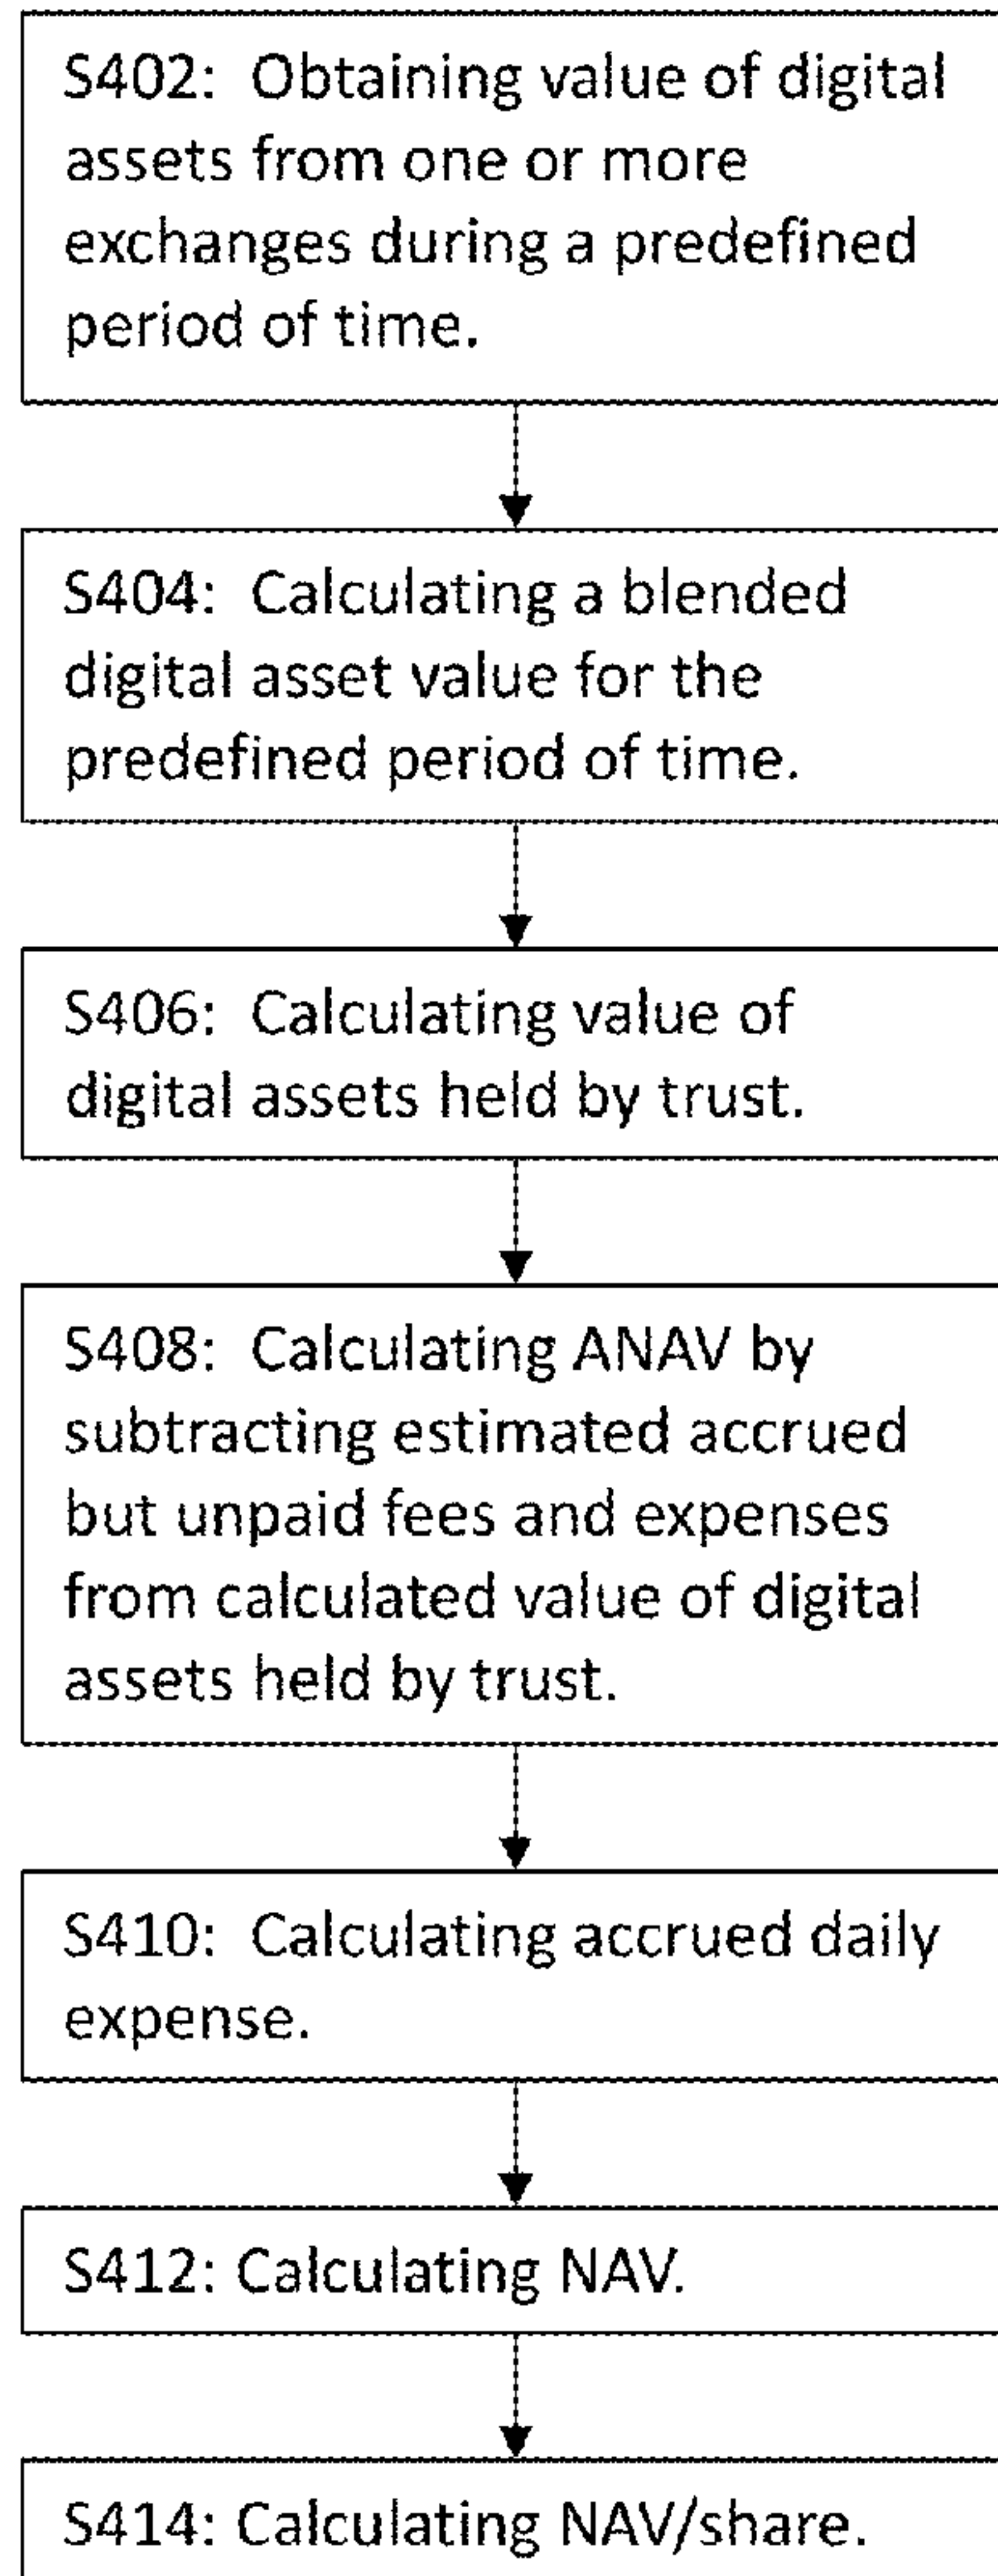 S402: Obtaining value of digital
assets from one or more
exchanges during a predefined
period of time.
S404: Calculating a blended
digital asset value for the
predefined period of time.
S406: Calculating value of
digital assets held by trust.
S408: Calculating ANAV by
subtracting estimated accrued
but unpaid fees and expenses
from calculated value of digital
assets held by trust.
S410: Calculating accrued daily
expense.
S412: Calculating NAV.
S414: Calculating NAV/share.